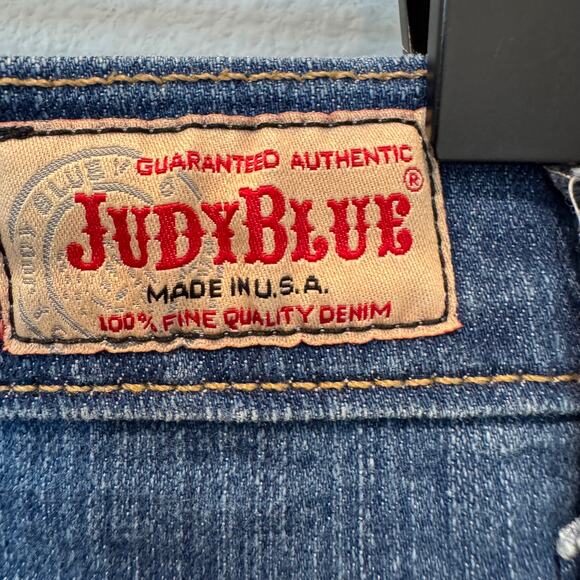 GUARANTEED AUTHENTIC
JUDYBLUE®
MADE IN U.S.A.
100% FINE QUALITY DENIM